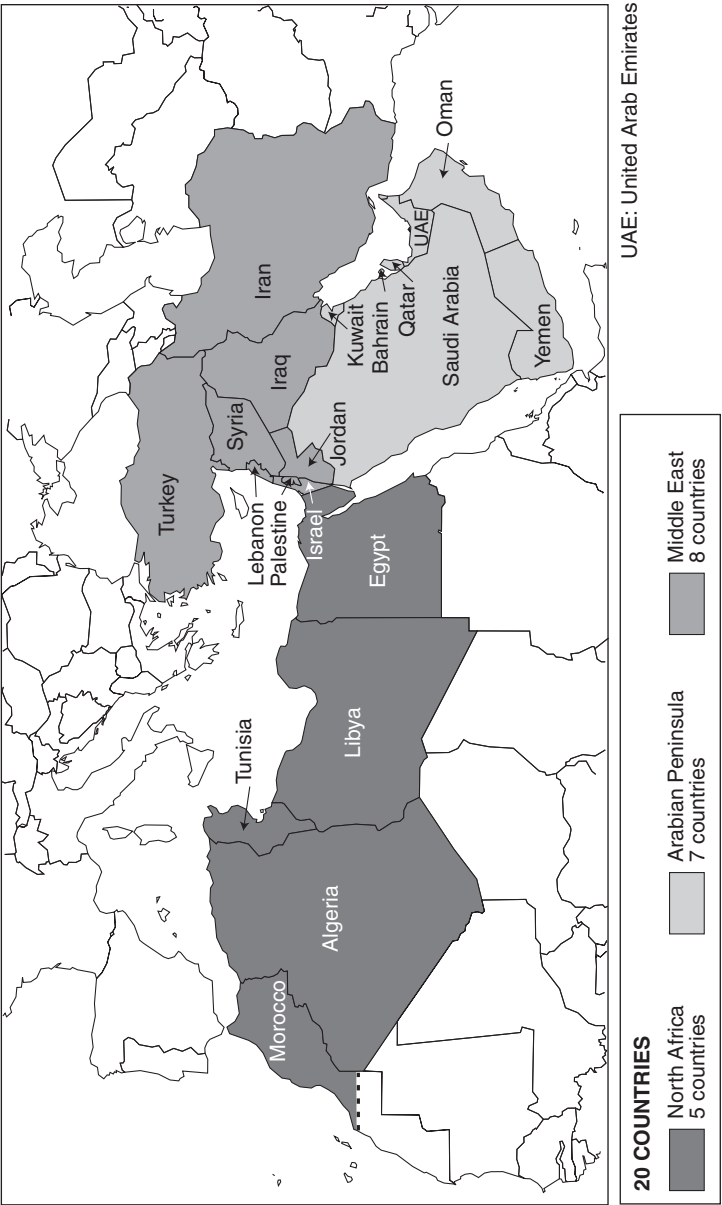 Turkey
Syria
Iraq
Iran
Lebanon
Palestine
Israel
Jordan
Kuwait
Bahrain
Qatar
UAE
Oman
Saudi Arabia
Yemen
Tunisia
Morocco
Algeria
Libya
Egypt
UAE: United Arab Emirates
20 COUNTRIES
North Africa
5 countries
Arabian Peninsula
7 countries
Middle East
8 countries